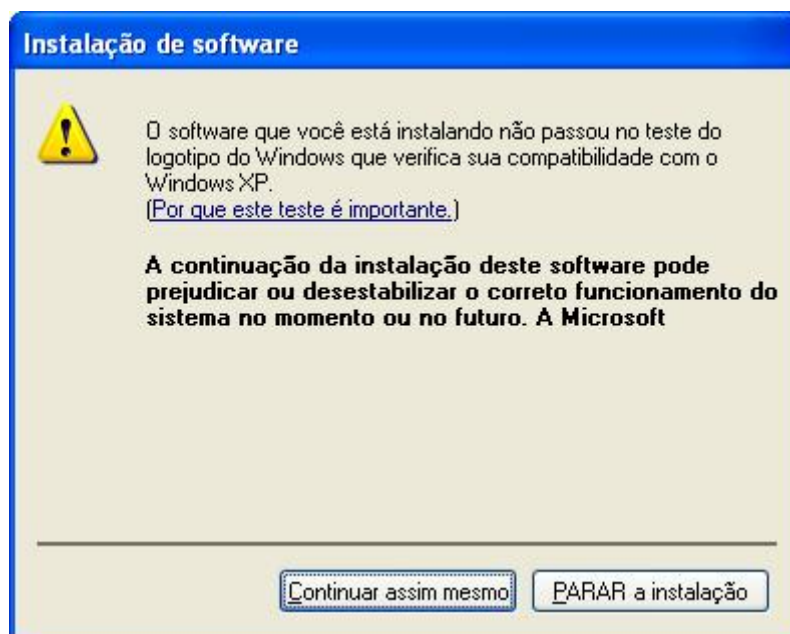 Instalação de software
O software que você está instalando não passou no teste do
logotipo do Windows que verifica sua compatibilidade com o
Windows XP.
(Por que este teste é importante.)
A continuação da instalação deste software pode
prejudicar ou desestabilizar o correto funcionamento do
sistema no momento ou no futuro. A Microsoft
Continuar assim mesmo
PARAR a instalação